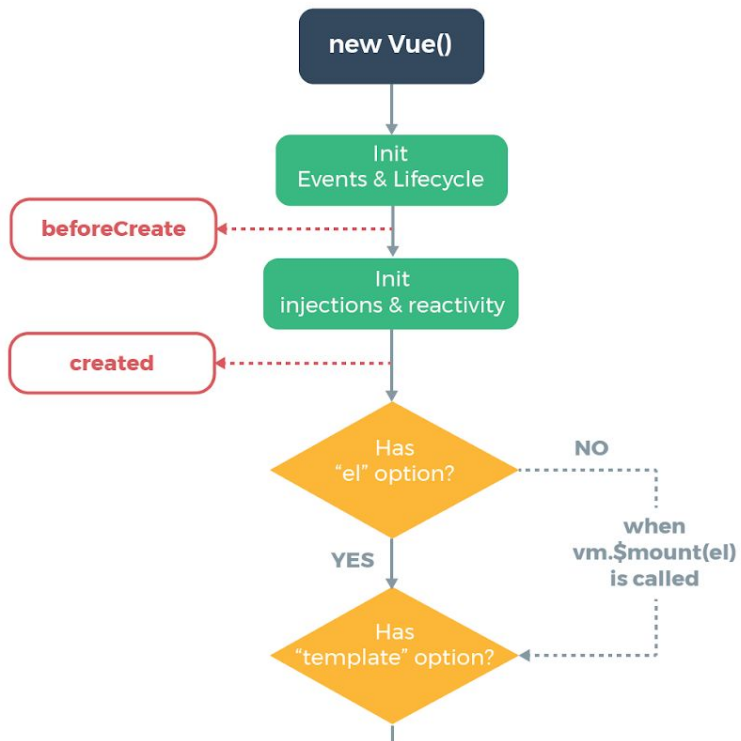 new Vue()
Init
Events & Lifecycle
beforeCreate
Init
injections & reactivity
created
Has
“el” option?
NO
when
vm.$mount(el)
is called
YES
Has
“template” option?